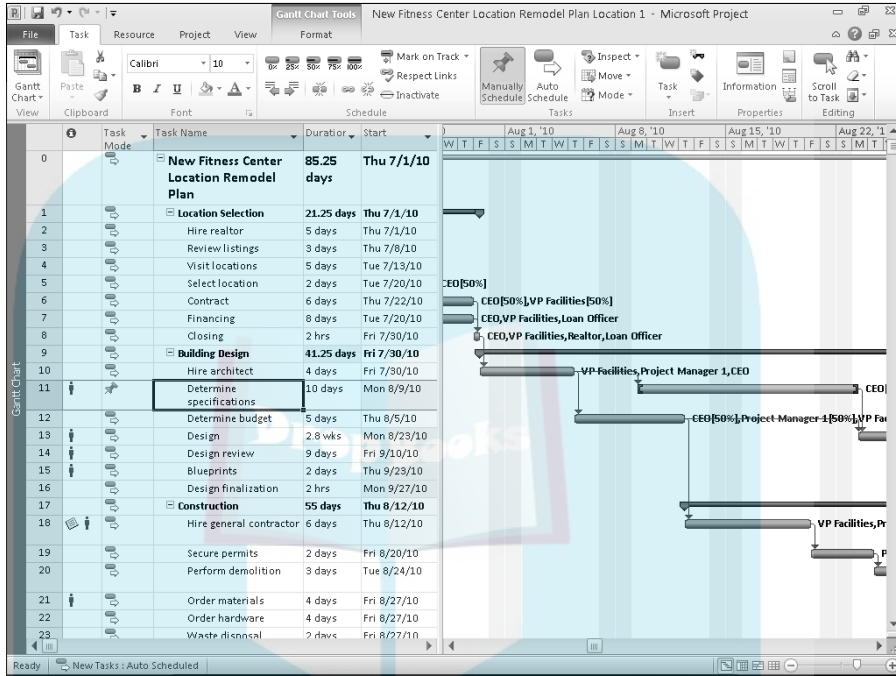 Gantt Chart Tools
New Fitness Center Location Remodel Plan Location 1 - Microsoft Project
File Task Resource Project View Format
Gantt Chart
Paste
Calibri 10
B I U A
0% 25% 50% 75% 100%
Mark on Track
Respect Links
Inactivate
Manually Schedule
Auto Schedule
Inspect
Move
Mode
Task
Information
Scroll to Task
View Clipboard Font Schedule Tasks Insert Properties Editing
Task Mode Task Name Duration Start
Aug 1, '10 Aug 8, '10 Aug 15, '10 Aug 22, '1
W T F S S M T W T F S S M T W T F S S M T W T F S S M T
0 New Fitness Center Location Remodel Plan 85.25 days Thu 7/1/10
1 Location Selection 21.25 days Thu 7/1/10
2 Hire realtor 5 days Thu 7/1/10
3 Review listings 3 days Thu 7/8/10
4 Visit locations 5 days Tue 7/13/10
5 Select location 2 days Tue 7/20/10 CEO[50%]
6 Contract 6 days Thu 7/22/10 CEO[50%],VP Facilities[50%]
7 Financing 8 days Tue 7/20/10 CEO,VP Facilities,Loan Officer
8 Closing 2 hrs Fri 7/30/10 CEO,VP Facilities,Realtor,Loan Officer
9 Building Design 41.25 days Fri 7/30/10
10 Hire architect 4 days Fri 7/30/10 VP Facilities,Project Manager 1,CEO
11 Determine specifications 10 days Mon 8/9/10 CEO
12 Determine budget 5 days Thu 8/5/10 CEO[50%],Project Manager 1[50%],VP Fa
13 Design 2.8 wks Mon 8/23/10
14 Design review 9 days Fri 9/10/10
15 Blueprints 2 days Thu 9/23/10
16 Design finalization 2 hrs Mon 9/27/10
17 Construction 55 days Thu 8/12/10
18 Hire general contractor 6 days Thu 8/12/10 VP Facilities,Pr
19 Secure permits 2 days Fri 8/20/10 P
20 Perform demolition 3 days Tue 8/24/10
21 Order materials 4 days Fri 8/27/10
22 Order hardware 4 days Fri 8/27/10
23 Waste disposal 2 days Fri 8/27/10
Gantt Chart
DropBooks
Ready New Tasks : Auto Scheduled